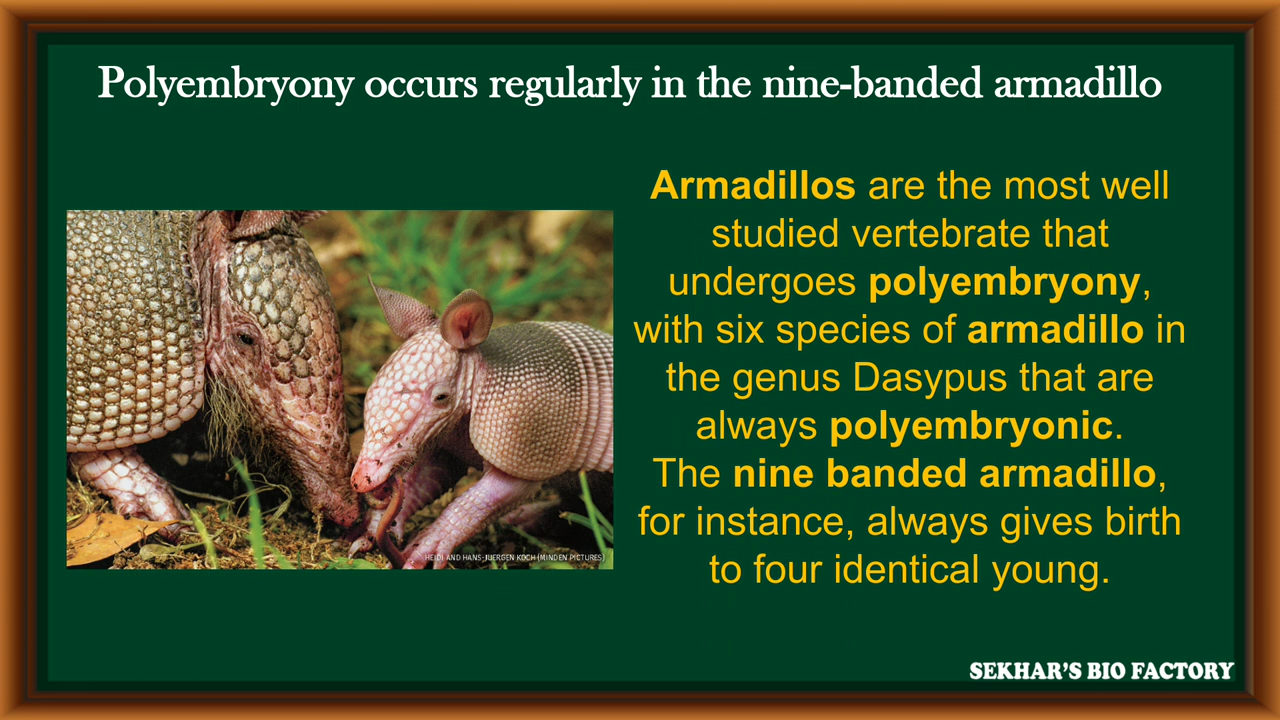 Polyembryony occurs regularly in the nine-banded armadillo
Armadillos are the most well
studied vertebrate that
undergoes polyembryony,
with six species of armadillo in
the genus Dasypus that are
always polyembryonic.
The nine banded armadillo,
for instance, always gives birth
to four identical young.
HEIDI AND HANS-JUERGEN KOCH (MINDEN PICTURES)
SEKHAR'S BIO FACTORY